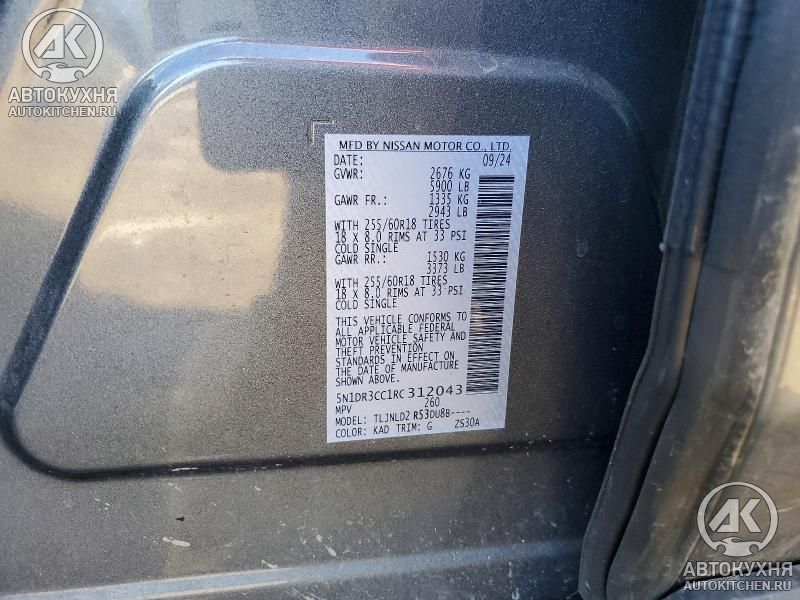 AK
АВТОКУХНЯ
AUTOKITCHEN.RU
MFD BY NISSAN MOTOR CO., LTD.
DATE: 09/24
GVWR: 2676 KG
5900 LB
GAWR FR.: 1335 KG
2943 LB
WITH 255/60R18 TIRES
18 X 8.0 RIMS AT 33 PSI
COLD SINGLE
GAWR RR.: 1530 KG
3373 LB
WITH 255/60R18 TIRES
18 X 8.0 RIMS AT 33 PSI
COLD SINGLE
THIS VEHICLE CONFORMS TO
ALL APPLICABLE FEDERAL
MOTOR VEHICLE SAFETY AND
THEFT PREVENTION
STANDARDS IN EFFECT ON
THE DATE OF MANUFACTURE
SHOWN ABOVE.
5N1DR3CC1RC312043
MPV 260
MODEL: TLJNLD2 R53DU8B----
COLOR: KAD TRIM: G ZS30A
AK
АВТОКУХНЯ
AUTOKITCHEN.RU